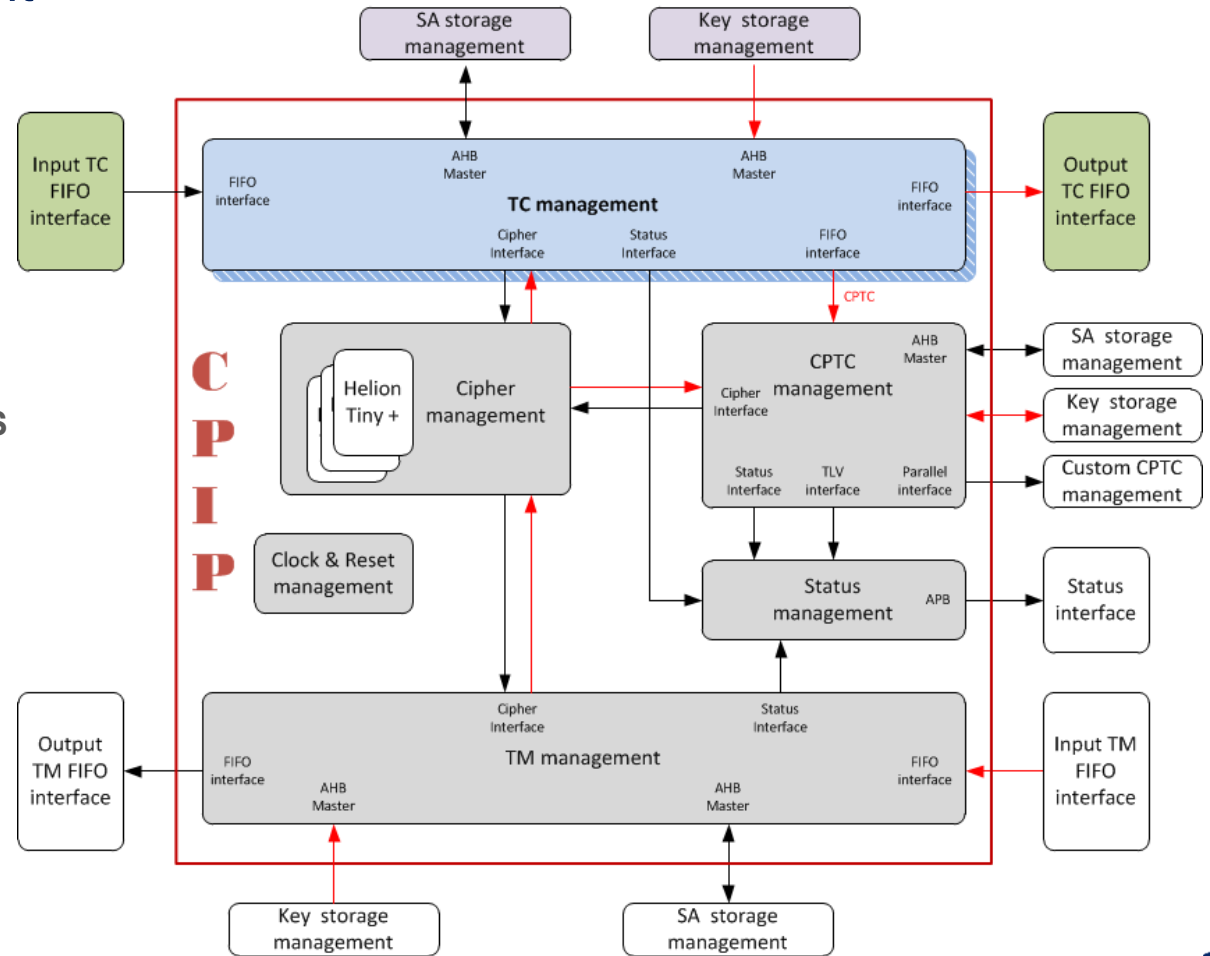 SA storage
management
Key storage
management
Input TC
FIFO
interface
FIFO
interface
AHB
Master
AHB
Master
FIFO
interface
TC management
Cipher
Interface
Status
Interface
FIFO
interface
Output
TC FIFO
interface
CPTC
C
P
I
P
s
Helion
Tiny +
Cipher
management
CPTC
management
AHB
Master
Cipher
Interface
Status
Interface
TLV
interface
Parallel
interface
SA storage
management
Key storage
management
Custom CPTC
management
Clock & Reset
management
Status
management
APB
Status
interface
Output
TM FIFO
interface
Cipher
Interface
Status
Interface
FIFO
interface
TM management
FIFO
interface
AHB
Master
AHB
Master
Input TM
FIFO
interface
Key storage
management
SA storage
management